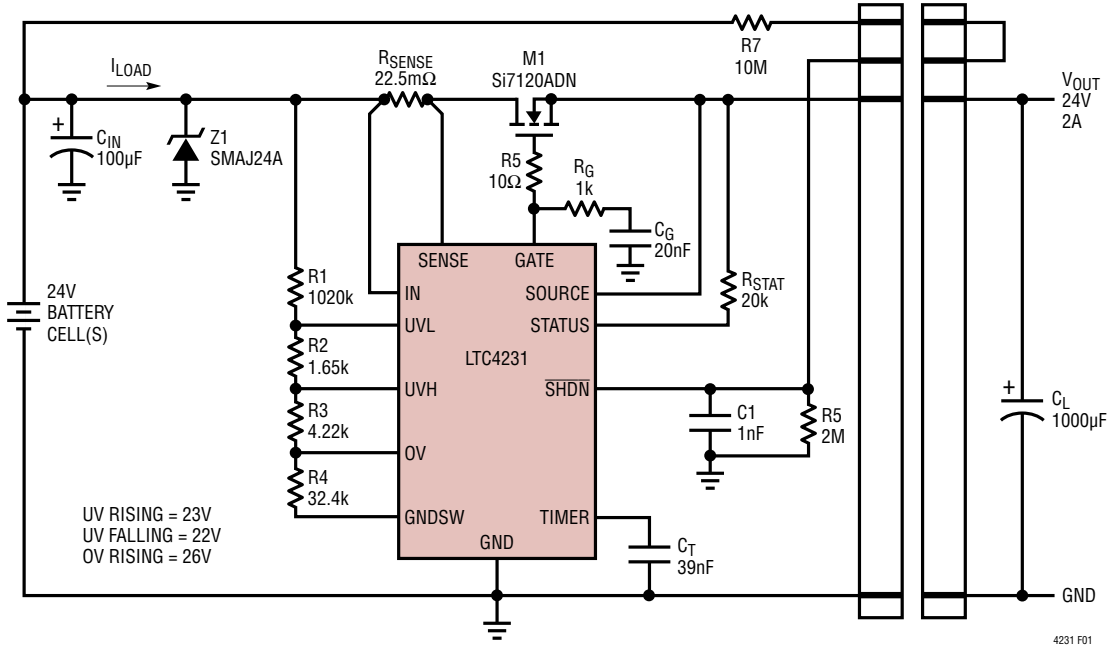 R7
10M
ILOAD
RSENSE
22.5mΩ
M1
Si7120ADN
VOUT
24V
2A
+
CIN
100µF
Z1
SMAJ24A
R5
10Ω
RG
1k
CG
20nF
SENSE
GATE
24V
BATTERY
CELL(S)
R1
1020k
IN
SOURCE
RSTAT
20k
UVL
STATUS
R2
1.65k
LTC4231
UVH
SHDN
R3
4.22k
C1
1nF
R5
2M
+
CL
1000µF
OV
R4
32.4k
GNDSW
TIMER
GND
CT
39nF
UV RISING = 23V
UV FALLING = 22V
OV RISING = 26V
GND
4231 F01